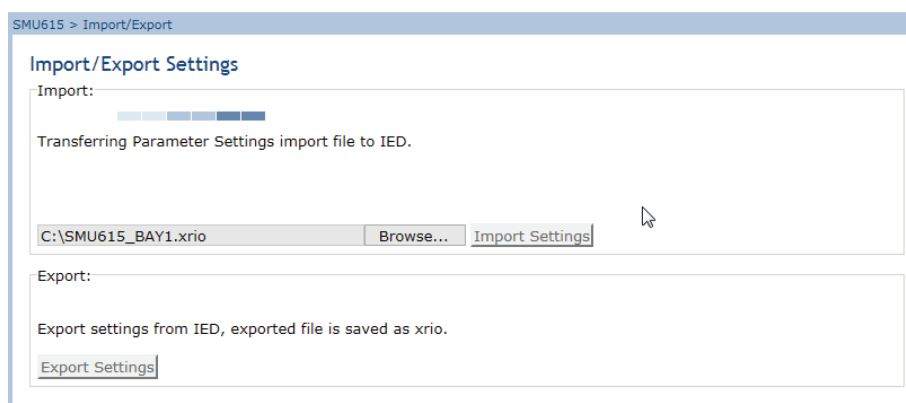 SMU615 > Import/Export
Import/Export Settings
Import:
Transferring Parameter Settings import file to IED.
C:\SMU615_BAY1.xrio Browse... Import Settings
Export:
Export settings from IED, exported file is saved as xrio.
Export Settings